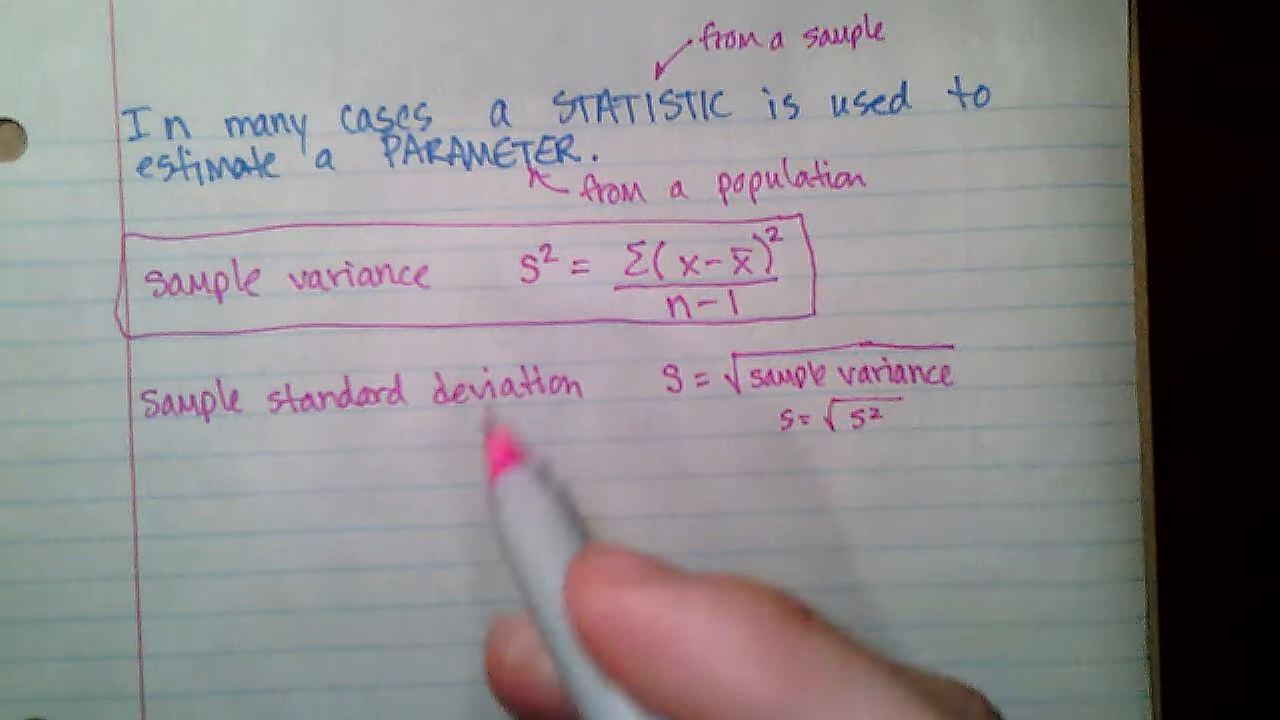 from a sample
In many cases a STATISTIC is used to
estimate a PARAMETER.
from a population
sample variance s² = Σ(x-x̄)² / n-1
sample standard deviation s = √sample variance
s = √s²